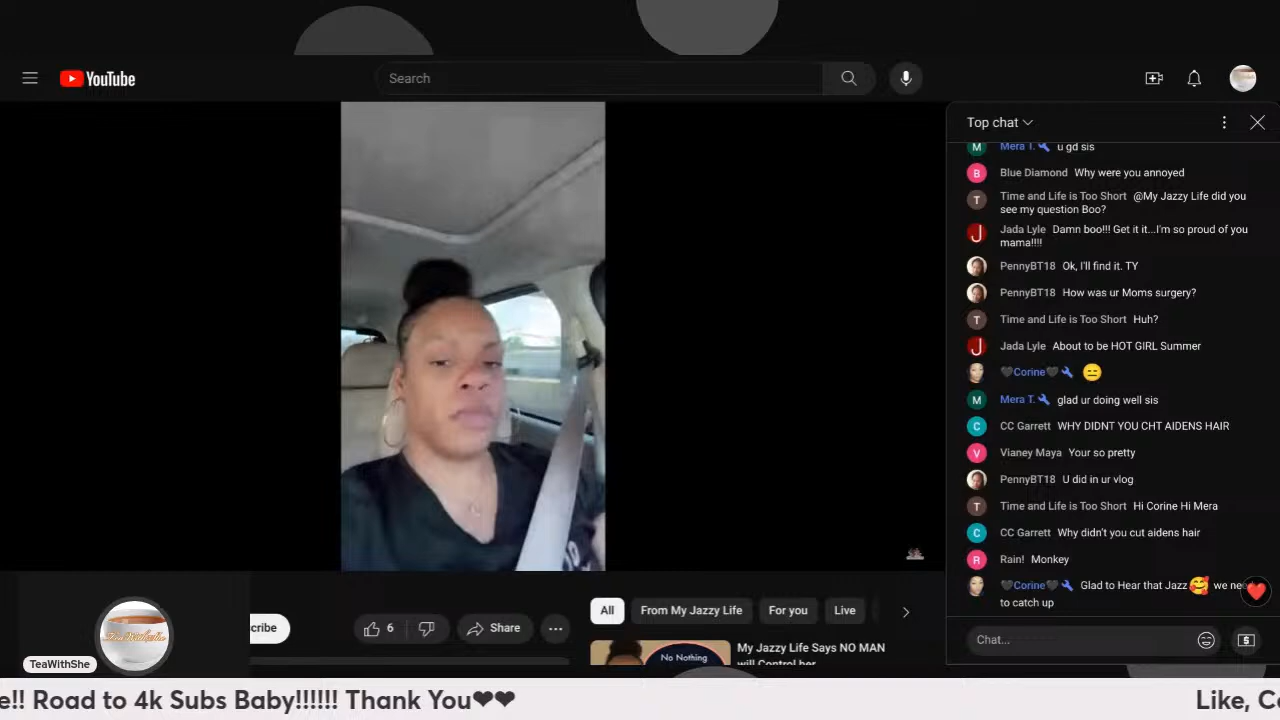 YouTube
Search
Top chat
Mera T. u gd sis
Blue Diamond Why were you annoyed
Time and Life is Too Short @My Jazzy Life did you
see my question Boo?
Jada Lyle Damn boo!!! Get it it...I'm so proud of you
mama!!!!
PennyBT18 Ok, I'll find it. TY
PennyBT18 How was ur Moms surgery?
Time and Life is Too Short Huh?
Jada Lyle About to be HOT GIRL Summer
🖤Corine🖤 😑
Mera T. glad ur doing well sis
CC Garrett WHY DIDNT YOU CHT AIDENS HAIR
Vianey Maya Your so pretty
PennyBT18 U did in ur vlog
Time and Life is Too Short Hi Corine Hi Mera
CC Garrett Why didn't you cut aidens hair
Rain! Monkey
🖤Corine🖤 Glad to Hear that Jazz🥰 we ne
to catch up
Chat...
cribe
6
Share
All
From My Jazzy Life
For you
Live
My Jazzy Life Says NO MAN
will Control her
No Nothing
TeaWithShe
TeaWithShe
e!! Road to 4k Subs Baby!!!!!! Thank You❤❤
Like, Co